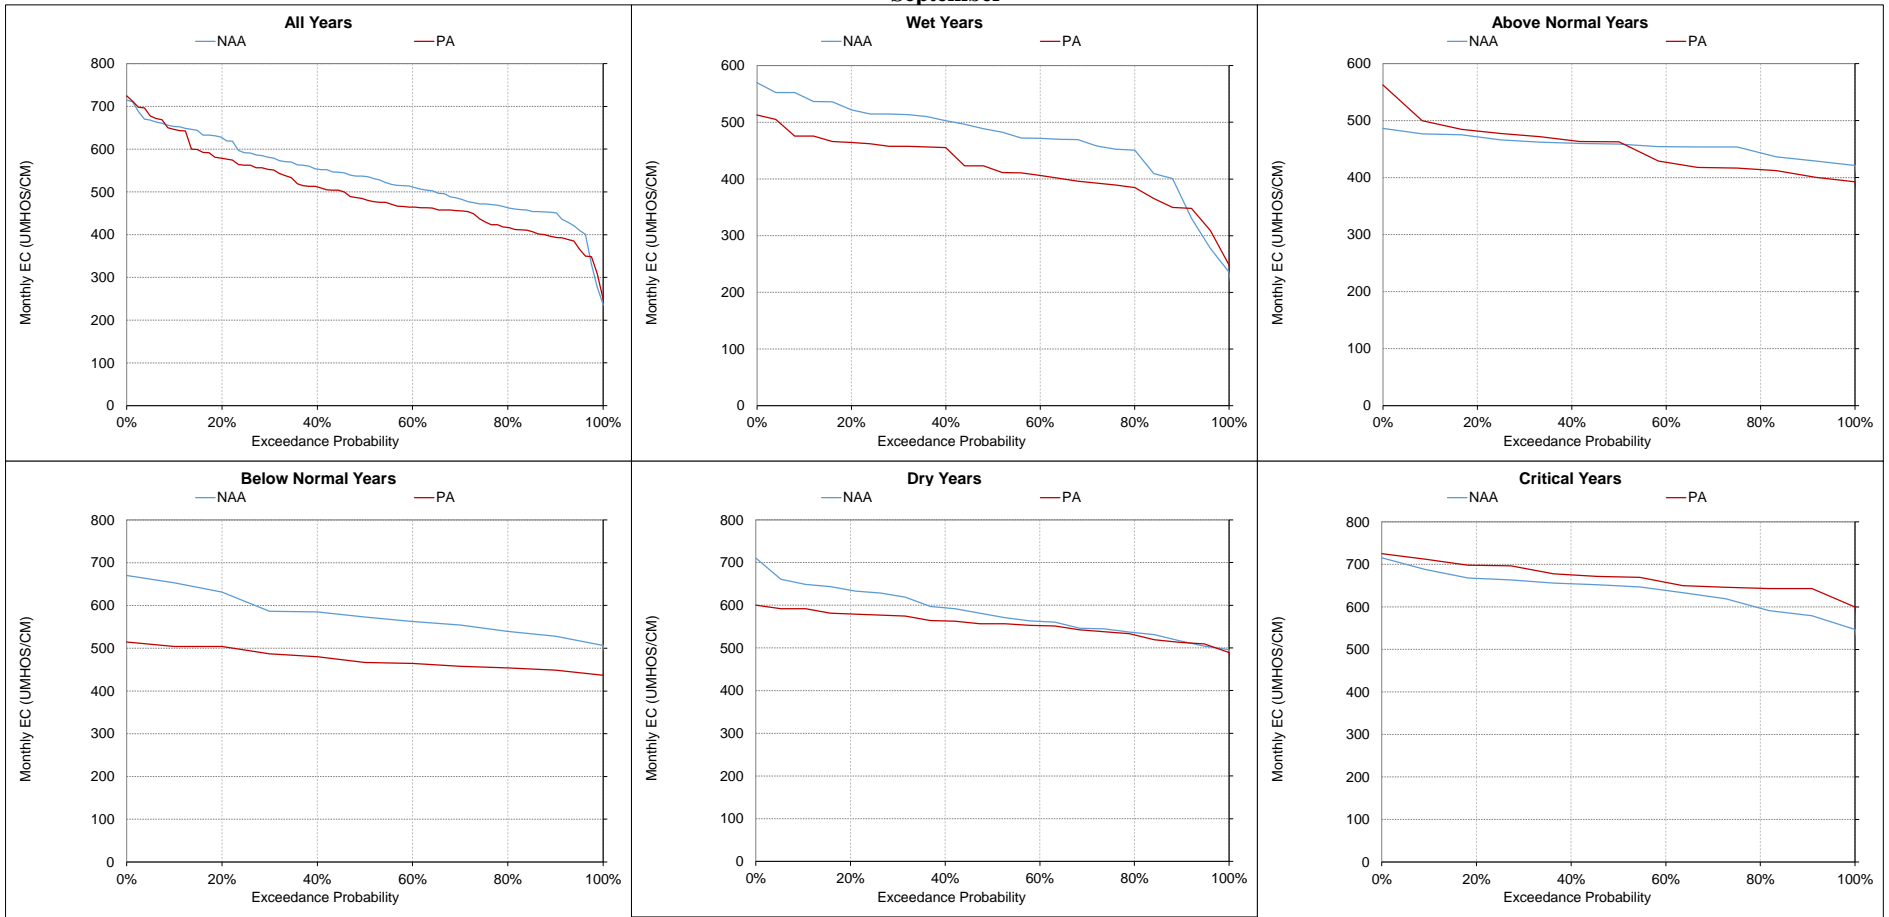 September
All Years
NAA PA
800
700
600
500
400
300
200
100
0
0% 20% 40% 60% 80% 100%
Monthly EC (UMHOS/CM)
Exceedance Probability
Wet Years
NAA PA
600
500
400
300
200
100
0
0% 20% 40% 60% 80% 100%
Monthly EC (UMHOS/CM)
Exceedance Probability
Above Normal Years
NAA PA
600
500
400
300
200
100
0
0% 20% 40% 60% 80% 100%
Monthly EC (UMHOS/CM)
Exceedance Probability
Below Normal Years
NAA PA
800
700
600
500
400
300
200
100
0
0% 20% 40% 60% 80% 100%
Monthly EC (UMHOS/CM)
Exceedance Probability
Dry Years
NAA PA
800
700
600
500
400
300
200
100
0
0% 20% 40% 60% 80% 100%
Monthly EC (UMHOS/CM)
Exceedance Probability
Critical Years
NAA PA
800
700
600
500
400
300
200
100
0
0% 20% 40% 60% 80% 100%
Monthly EC (UMHOS/CM)
Exceedance Probability